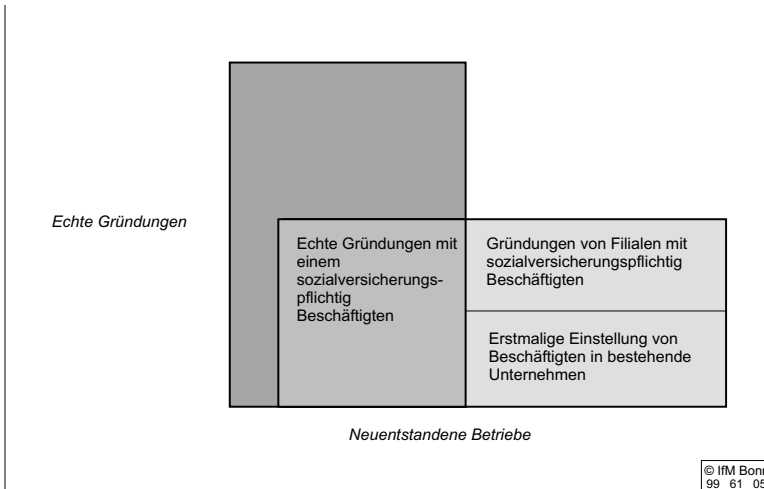 Echte Gründungen
Echte Gründungen mit
einem
sozialversicherungs-
pflichtig
Beschäftigten
Gründungen von Filialen mit
sozialversicherungspflichtig
Beschäftigten
Erstmalige Einstellung von
Beschäftigten in bestehende
Unternehmen
Neuentstandene Betriebe
© IfM Bonn
99 61 05